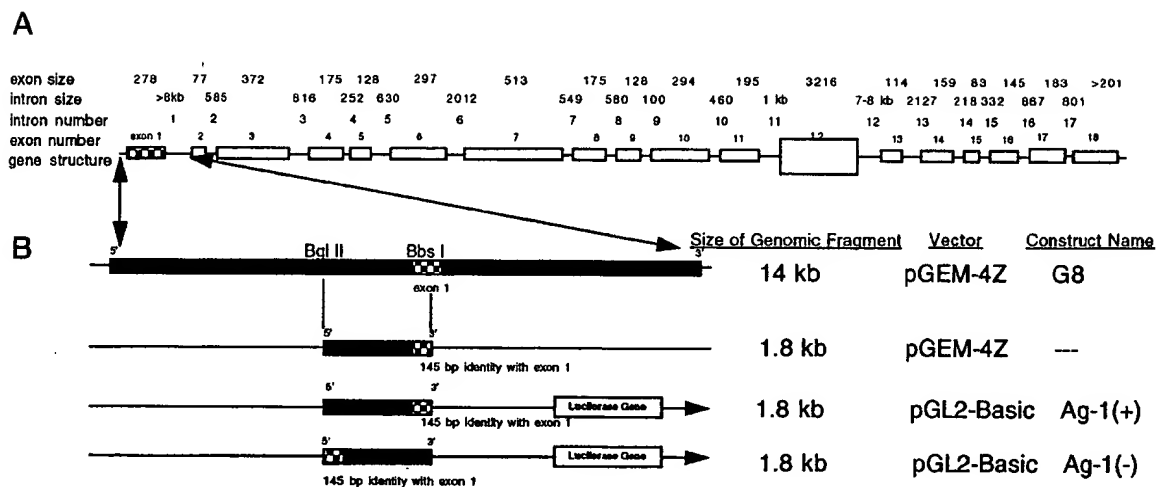 A
exon size 278 77 372 175 128 297 513 175 128 294 195 3216 114 159 83 145 183 >201
intron size >8kb 585 816 252 630 2012 549 580 100 460 1 kb 7-8 kb 2127 218 332 867 801
intron number 1 2 3 4 5 6 7 8 9 10 11 12 13 14 15 16 17
exon number exon 1 2 3 4 5 6 7 8 9 10 11 12 13 14 15 16 17 18
gene structure
B
Size of Genomic Fragment Vector Construct Name
5' Bgl II Bbs I 3'
exon 1
14 kb pGEM-4Z G8
5' 3'
145 bp identity with exon 1
1.8 kb pGEM-4Z ---
5' 3'
Luciferase Gene
145 bp identity with exon 1
1.8 kb pGL2-Basic Ag-1(+)
5' 3'
Luciferase Gene
145 bp identity with exon 1
1.8 kb pGL2-Basic Ag-1(-)